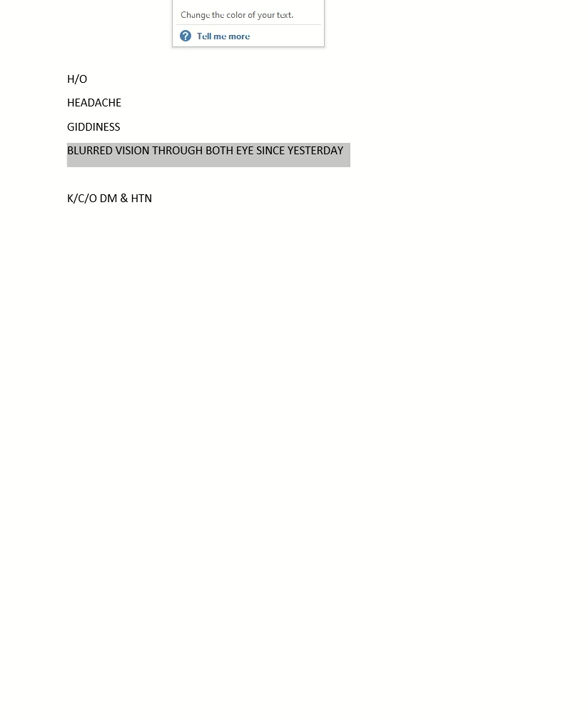 Change the color of your text.
Tell me more
H/O
HEADACHE
GIDDINESS
BLURRED VISION THROUGH BOTH EYE SINCE YESTERDAY
K/C/O DM & HTN